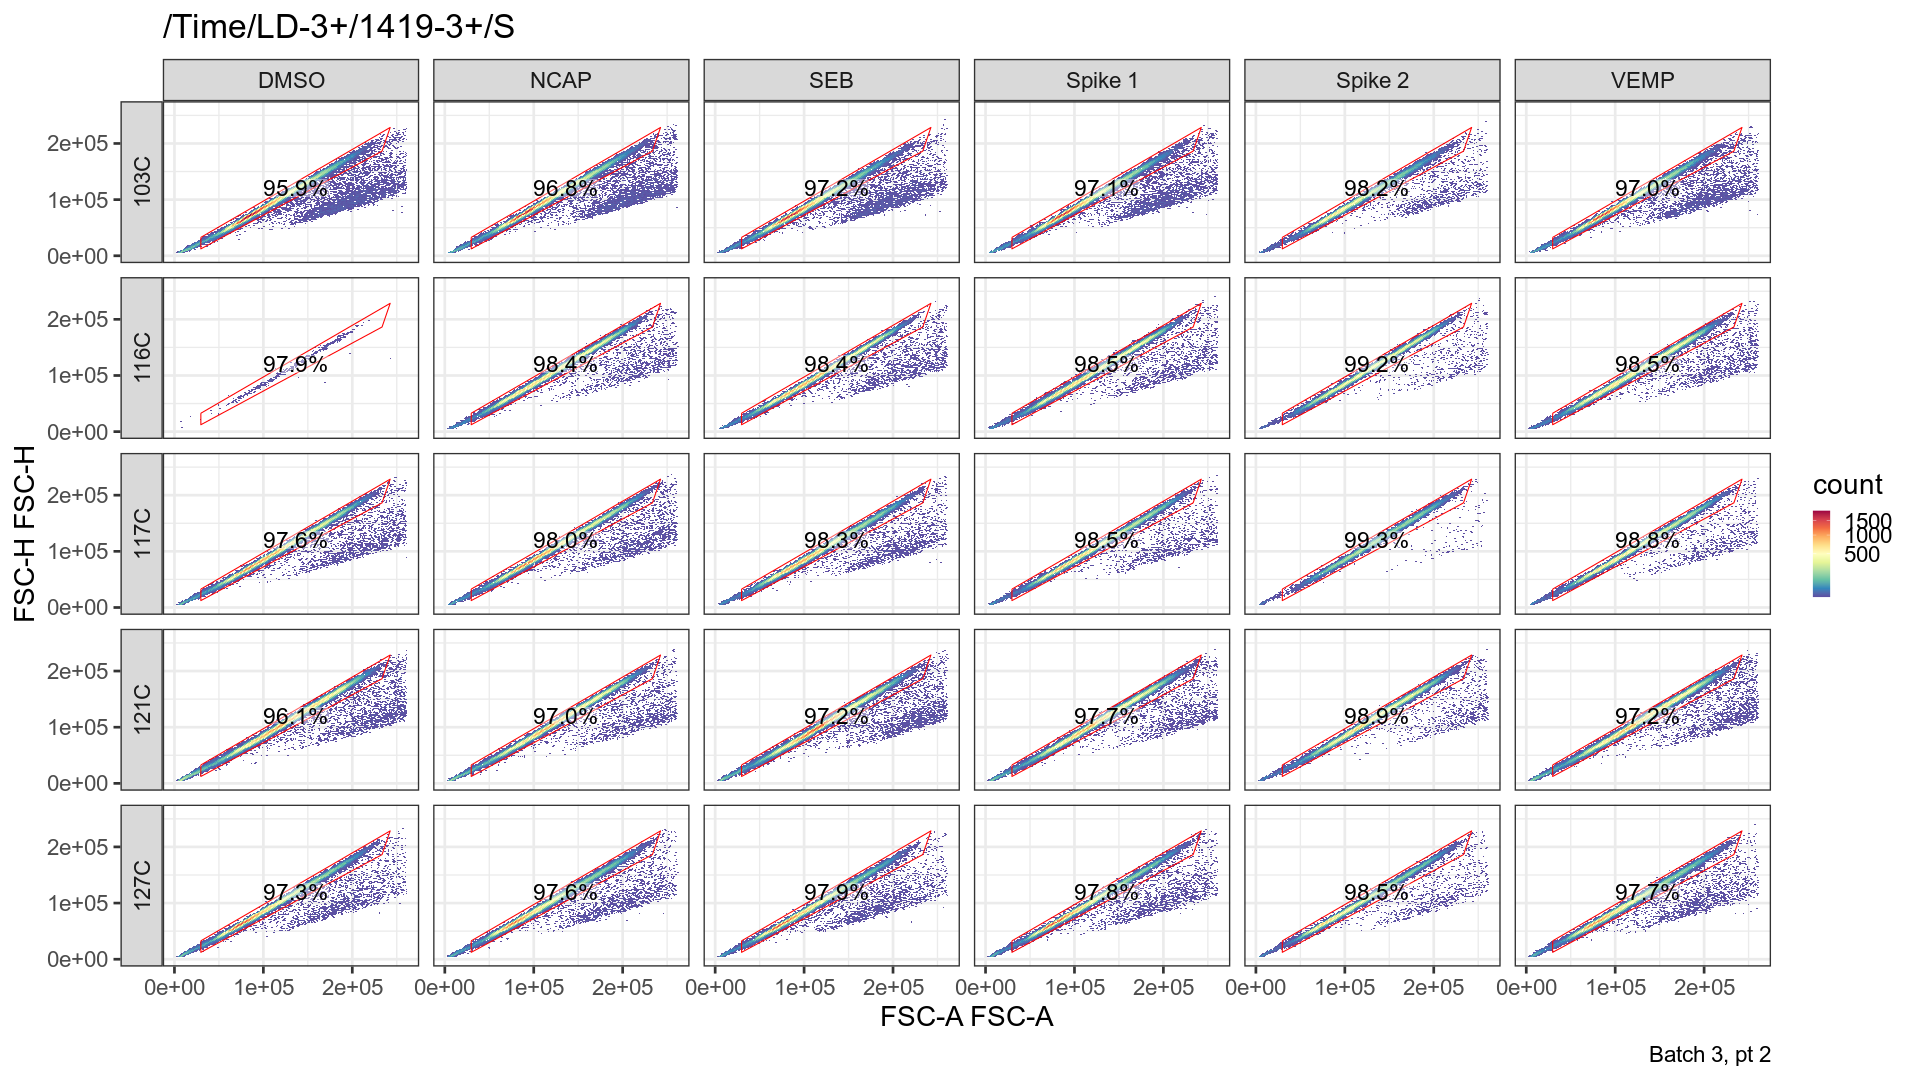 /Time/LD-3+/1419-3+/S
DMSO NCAP SEB Spike 1 Spike 2 VEMP
2e+05
1e+05
0e+00
103C
95.9% 96.8% 97.2% 97.1% 98.2% 97.0%
2e+05
1e+05
0e+00
116C
97.9% 98.4% 98.4% 98.5% 99.2% 98.5%
2e+05
1e+05
0e+00
117C
97.6% 98.0% 98.3% 98.5% 99.3% 98.8%
2e+05
1e+05
0e+00
121C
96.1% 97.0% 97.2% 97.7% 98.9% 97.2%
2e+05
1e+05
0e+00
127C
97.3% 97.6% 97.9% 97.8% 98.5% 97.7%
FSC-H FSC-H
0e+00 1e+05 2e+05 0e+00 1e+05 2e+05 0e+00 1e+05 2e+05 0e+00 1e+05 2e+05 0e+00 1e+05 2e+05 0e+00 1e+05 2e+05
FSC-A FSC-A
count
1500
1000
500
Batch 3, pt 2